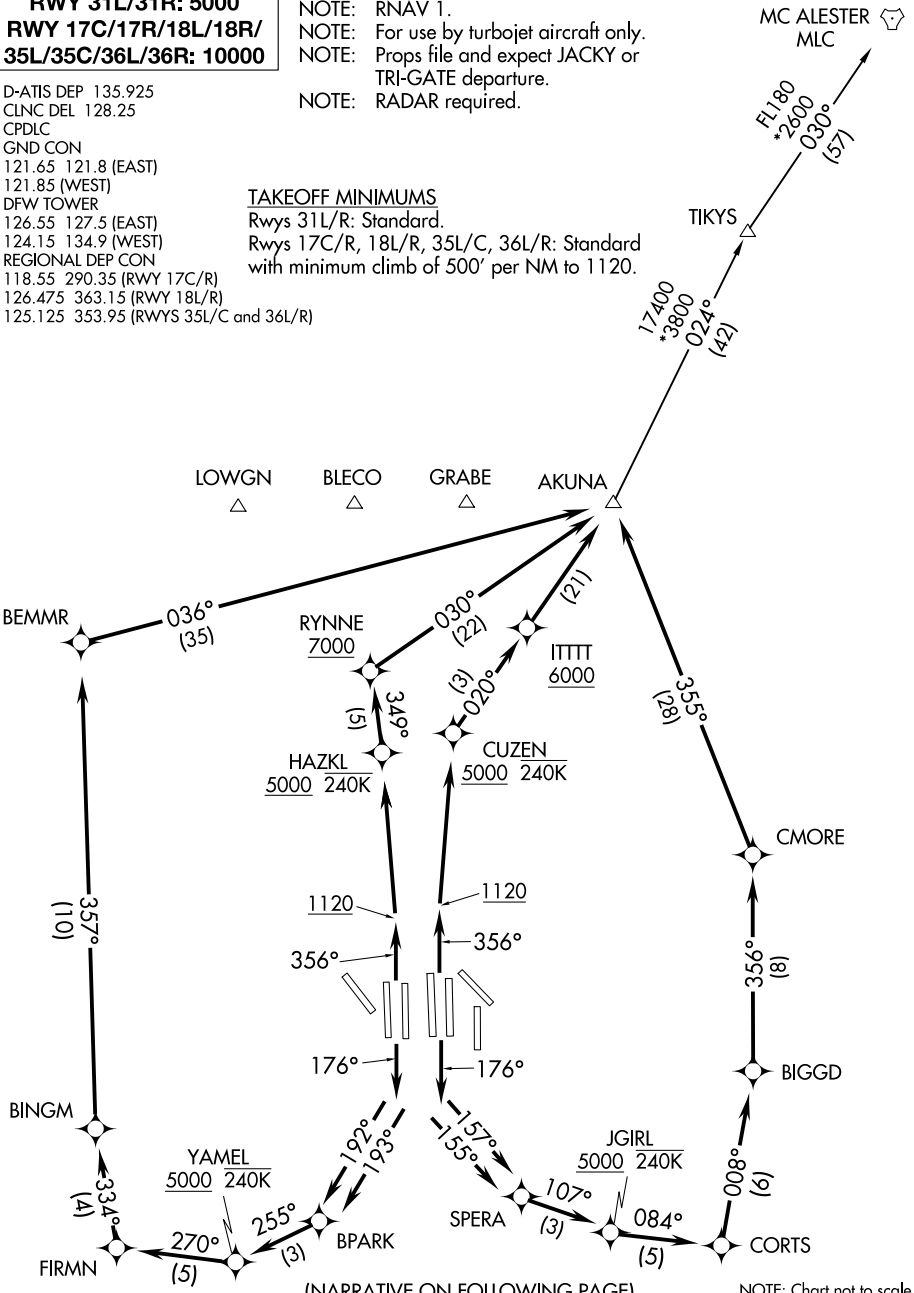 RWY 31L/31R: 5000
RWY 17C/17R/18L/18R/
35L/35C/36L/36R: 10000
NOTE: RNAV 1.
NOTE: For use by turbojet aircraft only.
NOTE: Props file and expect JACKY or
TRI-GATE departure.
NOTE: RADAR required.
MC ALESTER
MLC
D-ATIS DEP 135.925
CLNC DEL 128.25
CPDLC
GND CON
121.65 121.8 (EAST)
121.85 (WEST)
DFW TOWER
126.55 127.5 (EAST)
124.15 134.9 (WEST)
REGIONAL DEP CON
118.55 290.35 (RWY 17C/R)
126.475 363.15 (RWY 18L/R)
125.125 353.95 (RWYS 35L/C and 36L/R)
TAKEOFF MINIMUMS
Rwys 31L/R: Standard.
Rwys 17C/R, 18L/R, 35L/C, 36L/R: Standard
with minimum climb of 500' per NM to 1120.
FL180
*2600
030°
(57)
TIKYS
17400
*3800
024°
(42)
LOWGN
BLECO
GRABE
AKUNA
BEMMR
036°
(35)
RYNNE
7000
030°
(22)
(21)
ITTTT
6000
(3)
020°
349°
(5)
HAZKL
5000 240K
CUZEN
5000 240K
355°
(28)
CMORE
357°
(10)
1120
1120
356°
356°
356°
(8)
176°
176°
BIGGD
BINGM
192°
193°
157°
155°
YAMEL
5000 240K
JGIRL
5000 240K
334°
(4)
255°
(3)
BPARK
SPERA
107°
(3)
008°
(6)
FIRMN
270°
(5)
084°
(5)
CORTS
(NARRATIVE ON FOLLOWING PAGE)
NOTE: Chart not to scale